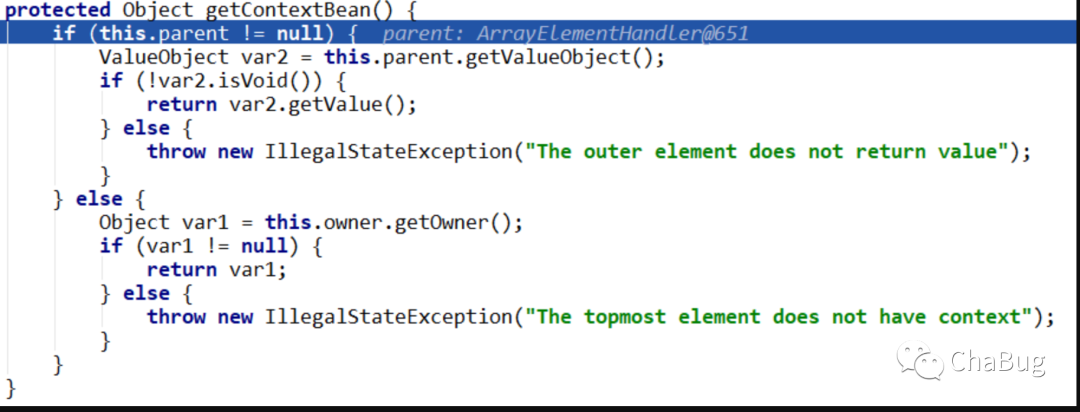 protected Object getContextBean() {
if (this.parent != null) { parent: ArrayElementHandler@651
ValueObject var2 = this.parent.getValueObject();
if (!var2.isVoid()) {
return var2.getValue();
} else {
throw new IllegalStateException("The outer element does not return value");
}
} else {
Object var1 = this.owner.getOwner();
if (var1 != null) {
return var1;
} else {
throw new IllegalStateException("The topmost element does not have context");
}
}
}
ChaBug